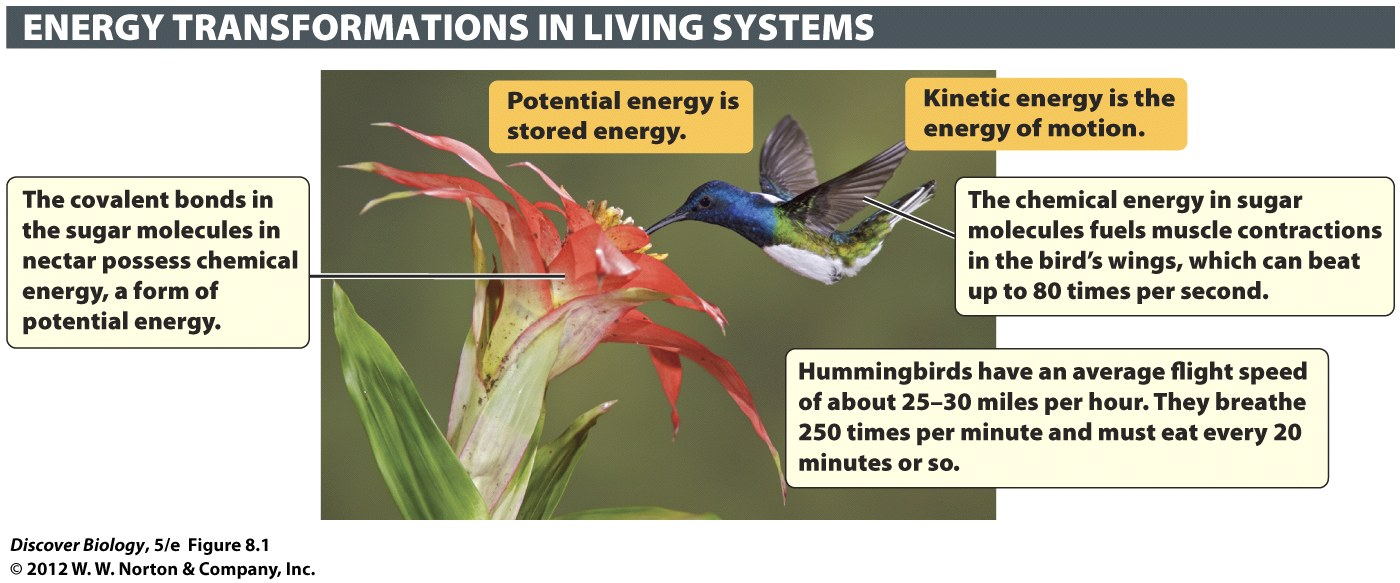 ENERGY TRANSFORMATIONS IN LIVING SYSTEMS
Potential energy is
stored energy.
Kinetic energy is the
energy of motion.
The covalent bonds in
the sugar molecules in
nectar possess chemical
energy, a form of
potential energy.
The chemical energy in sugar
molecules fuels muscle contractions
in the bird’s wings, which can beat
up to 80 times per second.
Hummingbirds have an average flight speed
of about 25–30 miles per hour. They breathe
250 times per minute and must eat every 20
minutes or so.
Discover Biology, 5/e Figure 8.1
© 2012 W. W. Norton & Company, Inc.